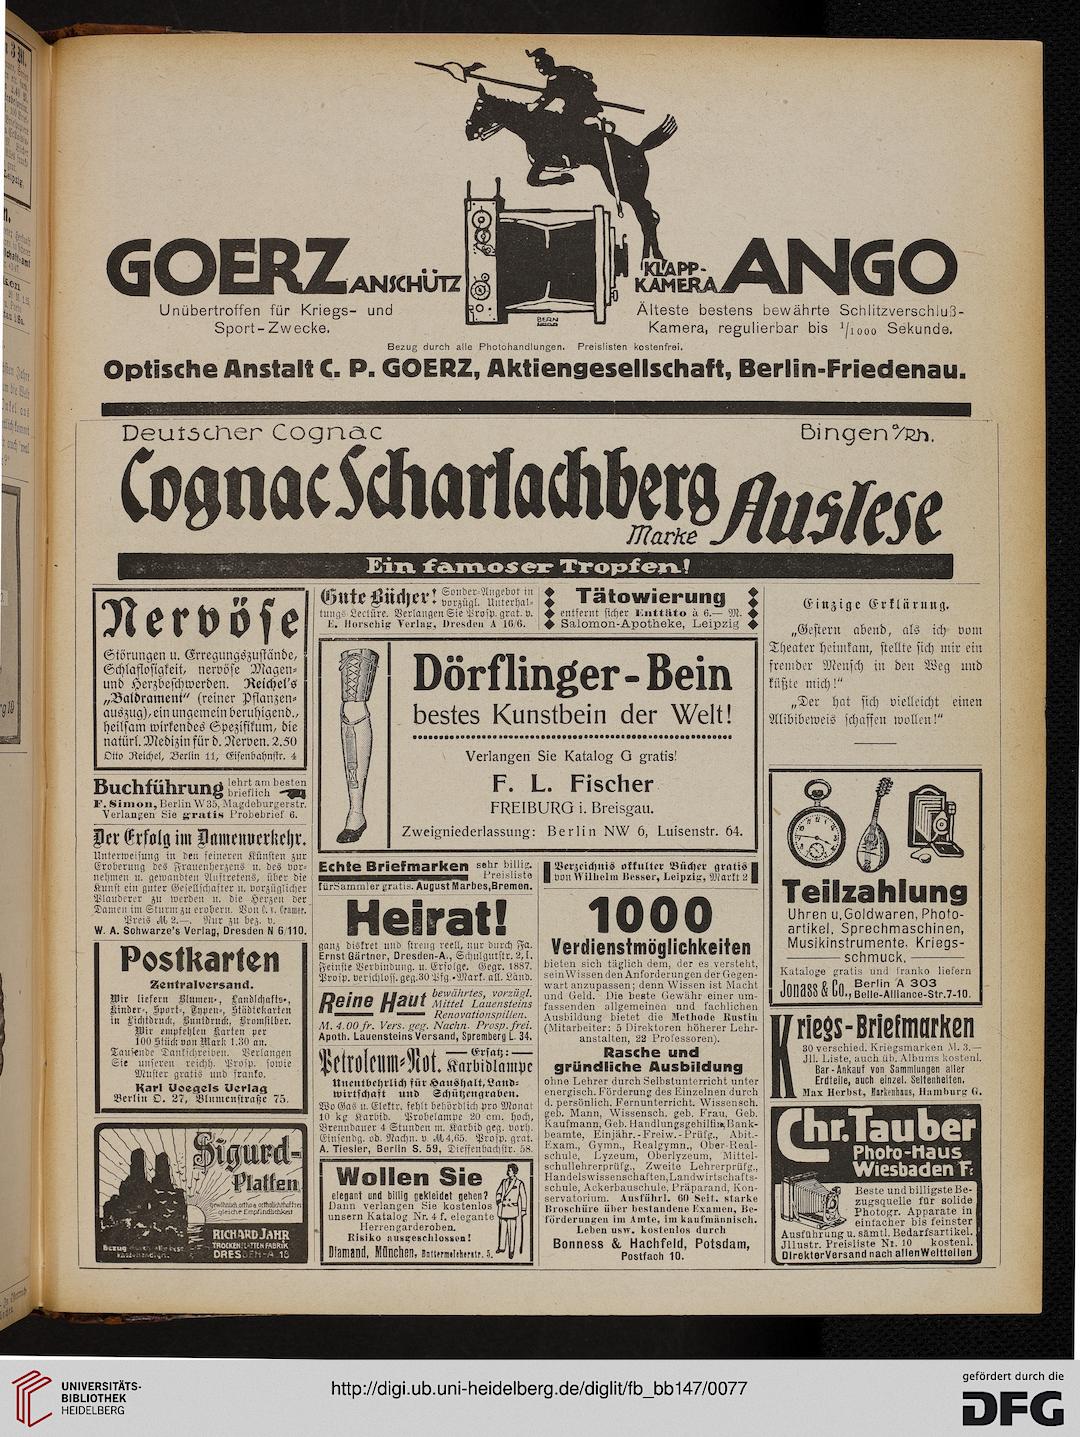 GOERZ ANSCHÜTZ KLAPP-KAMERA ANGO
Unübertroffen für Kriegs- und
Sport-Zwecke.
Älteste bestens bewährte Schlitzverschluß-
Kamera, regulierbar bis 1/1000 Sekunde.
Bezug durch alle Photohandlungen. Preislisten kostenfrei.
Optische Anstalt C. P. GOERZ, Aktiengesellschaft, Berlin-Friedenau.
Deutscher Cognac
Bingen a/Rh.
Cognac Scharlachberg
Marke Auslese
Ein famoser Tropfen!
Nervöse
Störungen u. Erregungszustände,
Schlaflosigkeit, nervöse Magen-
und Herzbeschwerden. Reichel's
„Baldrament" (reiner Pflanzen-
auszug), ein ungemein beruhigend.,
heilsam wirkendes Spezifikum, die
natürl. Medizin für d. Nerven. 2.50
Otto Reichel, Berlin 11, Eisenbahnstr. 4
Buchführung lehrt am besten
brieflich
F. Simon, Berlin W 35, Magdeburgerstr.
Verlangen Sie gratis Probebrief 6.
Der Erfolg im Damenverkehr.
Unterweisung in den feineren Künsten zur
Eroberung des Frauenherzens u. des vor-
nehmen u. gewandten Auftretens, über die
Kunst ein guter Gesellschafter u. vorzüglicher
Plauderer zu werden u. die Herzen der
Damen im Sturm zu erobern. Von C. v. Cramer.
Preis M 2.—. Nur zu bez. v.
W. A. Schwarze's Verlag, Dresden N 6/110.
Postkarten
Zentralversand.
Wir liefern Blumen-, Landschafts-,
Kinder-, Sport-, Typen-, Städtekarten
in Lichtdruck, Buntdruck, Bromsilber.
Wir empfehlen Karten per
100 Stück von Mark 1.30 an.
Tausende Dankschreiben. Verlangen
Sie unseren reichh. Prosp. sowie
Muster gratis und franko.
Karl Voegels Verlag
Berlin O. 27, Blumenstraße 75.
Sigurd-
Platten
Gewöhnlich ortho orthalichthoffrei
gleicher Empfindlichkeit
RICHARD JAHR
TROCKENPLATTENFABRIK
DRESDEN-A 18
Bezug durch alle best.
Fotohandlgn.
Gute Bücher! Sonder-Angebot in
vorzügl. Unterhal-
tungs-Lectüre. Verlangen Sie Prosp. grat. v.
E. Horschig Verlag, Dresden A 16/6.
Tätowierung
entfernt sicher Enttäto à 6.— M.
Salomon-Apotheke, Leipzig
Dörflinger-Bein
bestes Kunstbein der Welt!
Verlangen Sie Katalog G gratis!
F. L. Fischer
FREIBURG i. Breisgau.
Zweigniederlassung: Berlin NW 6, Luisenstr. 64.
Echte Briefmarken sehr billig.
Preisliste
für Sammler gratis. August Marbes, Bremen.
Heirat!
ganz diskret und streng reell, nur durch Fa.
Ernst Gärtner, Dresden-A., Schulgutstr. 2, I.
Feinste Verbindung. u. Erfolge. Gegr. 1887.
Prosp. verschloss. geg. 30 Pfg.-Mark. all. Länd.
Reine Haut bewährtes, vorzügl.
Mittel Lauensteins
Renovationspillen.
M. 4.00 fr. Vers. geg. Nachn. Prosp. frei.
Apoth. Lauensteins Versand, Spremberg L. 34.
Petroleum-Not. Ersatz:
Karbidlampe
Unentbehrlich für Haushalt, Land-
wirtschaft und Schützengraben.
Wo Gas u. Elektr. fehlt behördlich pro Monat
10 kg Karbid. Probelampe 20 cm. hoch,
Brenndauer 4 Stunden m. Karbid geg. vorh.
Einsendg. od. Nachn. v. M 4,65. Prosp. grat.
A. Tiesler, Berlin S. 59, Dieffenbachstr. 58.
Wollen Sie
elegant und billig gekleidet gehen?
Dann verlangen Sie kostenlos
unsern Katalog Nr. 4 f. elegante
Herrengarderoben.
Risiko ausgeschlossen!
Diamand, München, Buttermelcherstr. 5.
Verzeichnis okkulter Bücher gratis
von Wilhelm Besser, Leipzig, Markt 2
1000
Verdienstmöglichkeiten
bieten sich täglich dem, der es versteht,
sein Wissen den Anforderungen der Gegen-
wart anzupassen; denn Wissen ist Macht
und Geld. Die beste Gewähr einer um-
fassenden Allgemeinen und fachlichen
Ausbildung bietet die Methode Rustin
(Mitarbeiter: 5 Direktoren höherer Lehr-
anstalten, 22 Professoren).
Rasche und
gründliche Ausbildung
ohne Lehrer durch Selbstunterricht unter
energisch. Förderung des Einzelnen durch
d. persönlich. Fernunterricht. Wissensch.
geb. Mann, Wissensch. geb. Frau, Geb.
Kaufmann, Geb. Handlungsgehilfin, Bank-
beamte, Einjähr.-Freiw.-Prüfg., Abit.-
Exam., Gymn., Realgymn., Ober-Real-
schule, Lyzeum, Oberlyzeum, Mittel-
schullehrerprüfg., Zweite Lehrerprüfg.,
Handelswissenschaften, Landwirtschafts-
schule, Ackerbauschule, Präparand, Kon-
servatorium. Ausführl. 60 Seit. starke
Broschüre über bestandene Examen, Be-
förderungen im Amte, im kaufmännisch.
Leben usw. kostenlos durch
Bonness & Hachfeld, Potsdam,
Postfach 10.
Einzige Erklärung.
„Gestern abend, als ich vom
Theater heimkam, stellte sich mir ein
fremder Mensch in den Weg und
küßte mich!"
„Der hat sich vielleicht einen
Alibibeweis schaffen wollen!"
Teilzahlung
Uhren u. Goldwaren, Photo-
artikel, Sprechmaschinen,
Musikinstrumente, Kriegs-
schmuck.
Kataloge gratis und franko liefern
Jonass & Co., Berlin A 303
Belle-Alliance-Str. 7-10.
Kriegs-Briefmarken
30 verschied. Kriegsmarken M. 3.—
Jll. Liste, auch üb. Albums kostenl.
Bar-Ankauf von Sammlungen aller
Erdteile, auch einzel. Seltenheiten.
Max Herbst, Markenhaus, Hamburg G.
Chr. Tauber
Photo-Haus
Wiesbaden F:
Beste und billigste Be-
zugsquelle für solide
Photogr. Apparate in
einfacher bis feinster
Ausführung u. sämtl. Bedarfsartikel.
Jllustr. Preisliste Nr. 10 kostenl.
Direkter Versand nach allen Weltteilen
UNIVERSITÄTS-
BIBLIOTHEK
HEIDELBERG
http://digi.ub.uni-heidelberg.de/diglit/fb_bb147/0077
gefördert durch die
DFG